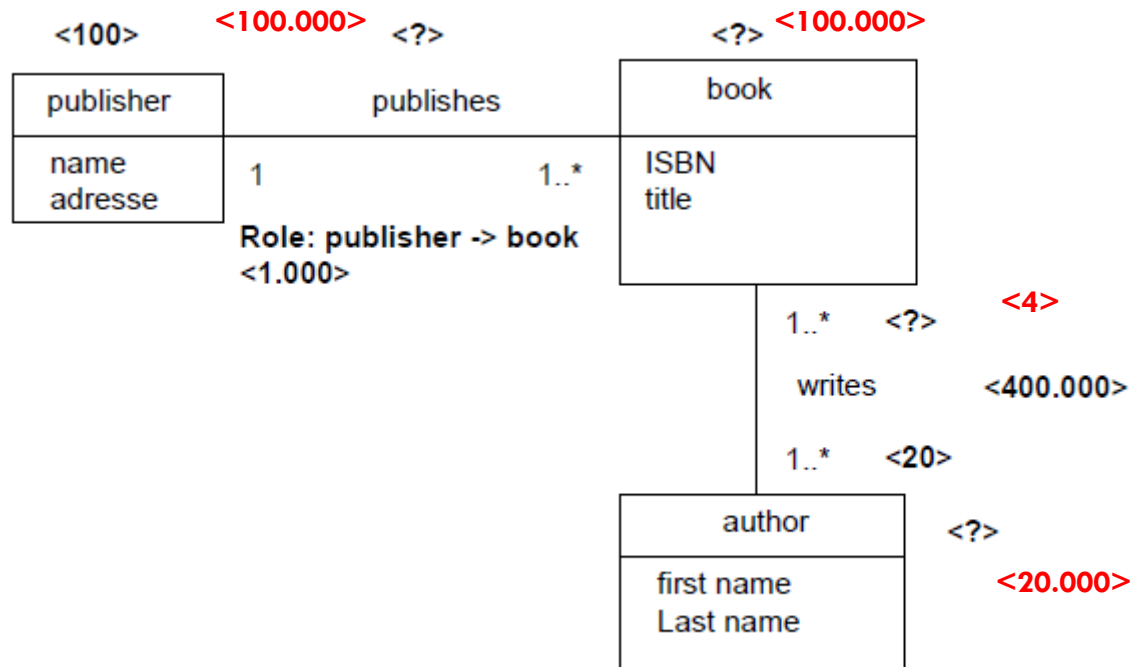 <100> <100.000> <?> <?> <100.000>
publisher publishes book
name
adresse
1 1..*
ISBN
title
Role: publisher -> book
<1.000>
1..* <?> <4>
writes <400.000>
1..* <20>
author <?>
first name
Last name
<20.000>